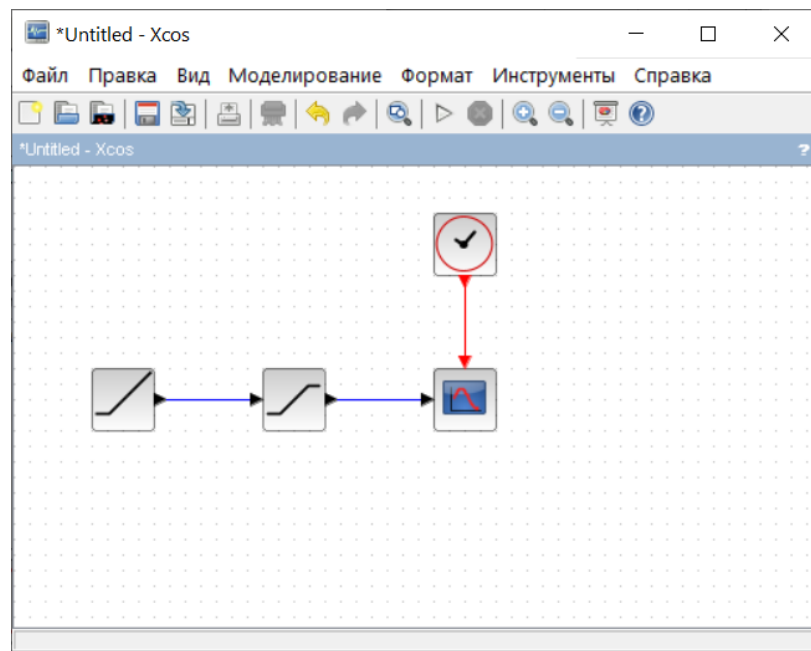 *Untitled - Xcos
Файл Правка Вид Моделирование Формат Инструменты Справка
*Untitled - Xcos ?